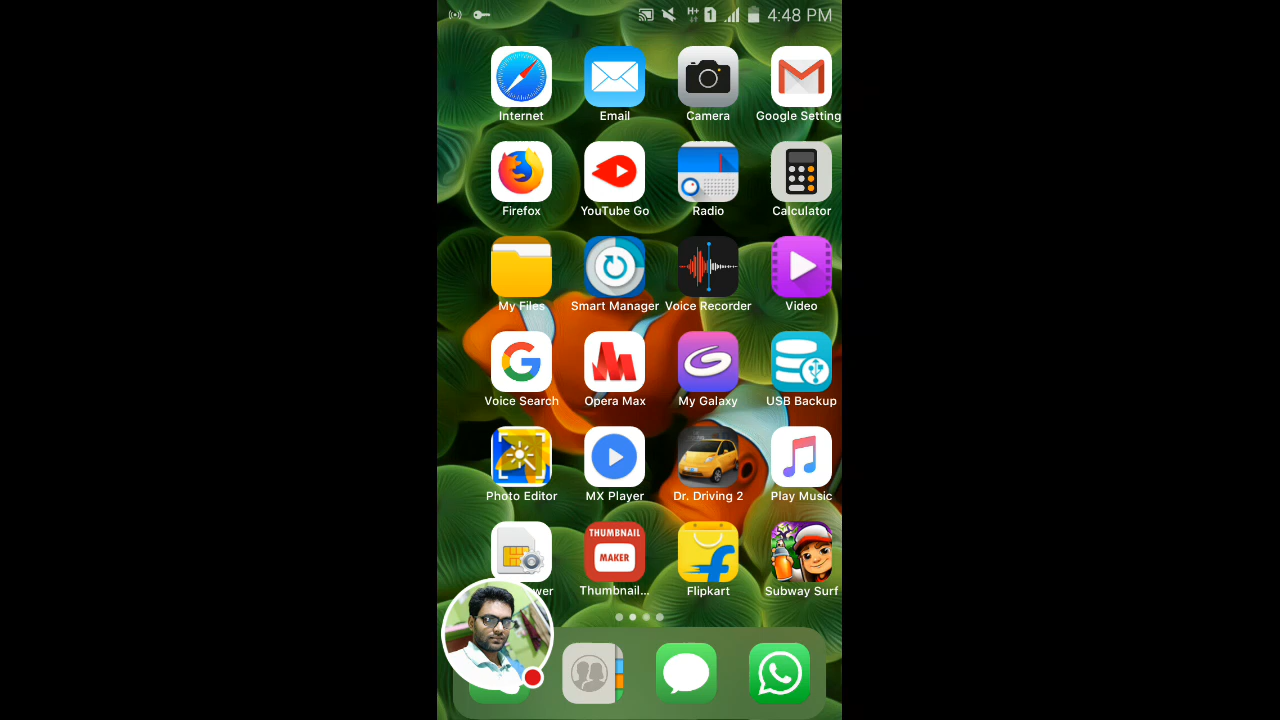 H+ 1 4:48 PM
Internet Email Camera Google Setting
Firefox YouTube Go Radio Calculator
My Files Smart Manager Voice Recorder Video
Voice Search Opera Max My Galaxy USB Backup
Photo Editor MX Player Dr. Driving 2 Play Music
THUMBNAIL
MAKER
wer Thumbnail... Flipkart Subway Surf